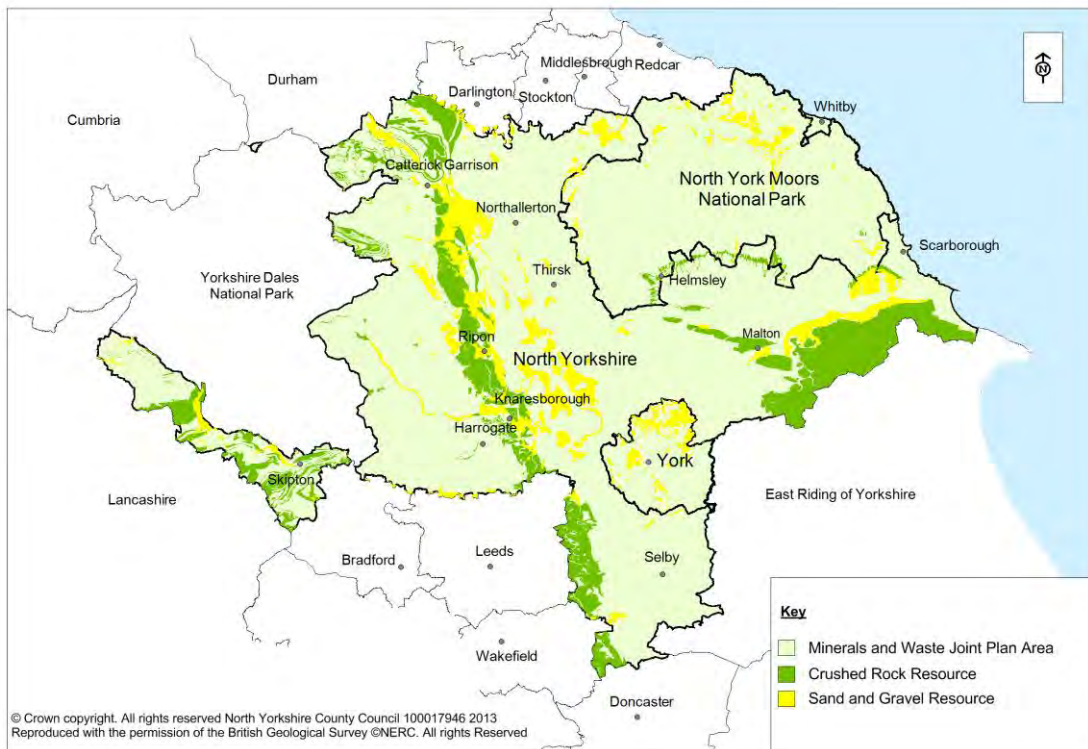 Durham
Middlesbrough
Redcar
N
Darlington
Stockton
Cumbria
Whitby
Catterick Garrison
North York Moors
National Park
Northallerton
Scarborough
Yorkshire Dales
National Park
Thirsk
Helmsley
Ripon
North Yorkshire
Malton
Knaresborough
Harrogate
York
Skipton
Lancashire
East Riding of Yorkshire
Bradford
Leeds
Selby
Wakefield
Doncaster
Key
Minerals and Waste Joint Plan Area
Crushed Rock Resource
Sand and Gravel Resource
© Crown copyright. All rights reserved North Yorkshire County Council 100017946 2013
Reproduced with the permission of the British Geological Survey ©NERC. All rights Reserved